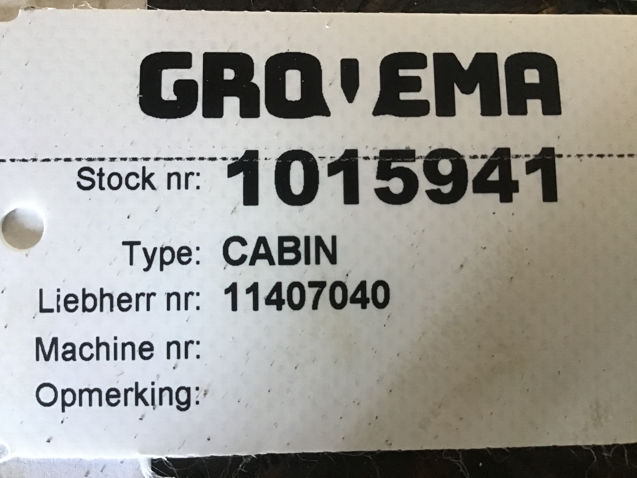 GROVEMA
Stock nr: 1015941
Type: CABIN
Liebherr nr: 11407040
Machine nr:
Opmerking: